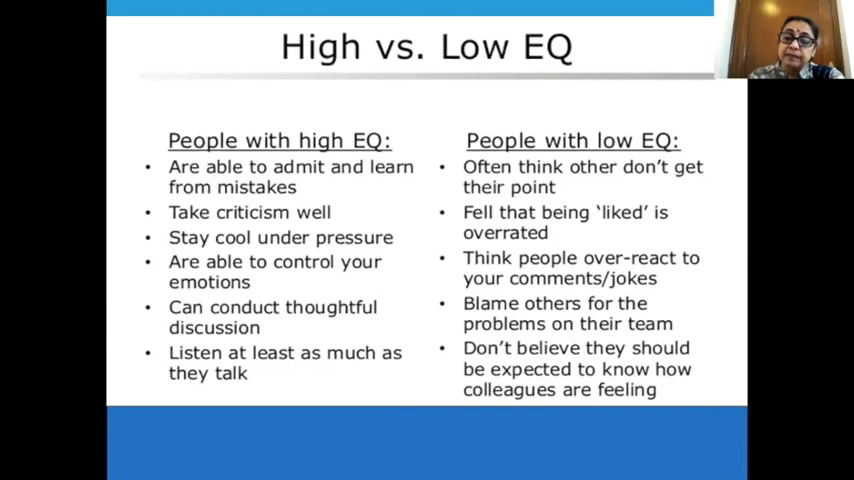 High vs. Low EQ
People with high EQ:
• Are able to admit and learn
from mistakes
• Take criticism well
• Stay cool under pressure
• Are able to control your
emotions
• Can conduct thoughtful
discussion
• Listen at least as much as
they talk
People with low EQ:
• Often think other don’t get
their point
• Fell that being ‘liked’ is
overrated
• Think people over-react to
your comments/jokes
• Blame others for the
problems on their team
• Don’t believe they should
be expected to know how
colleagues are feeling